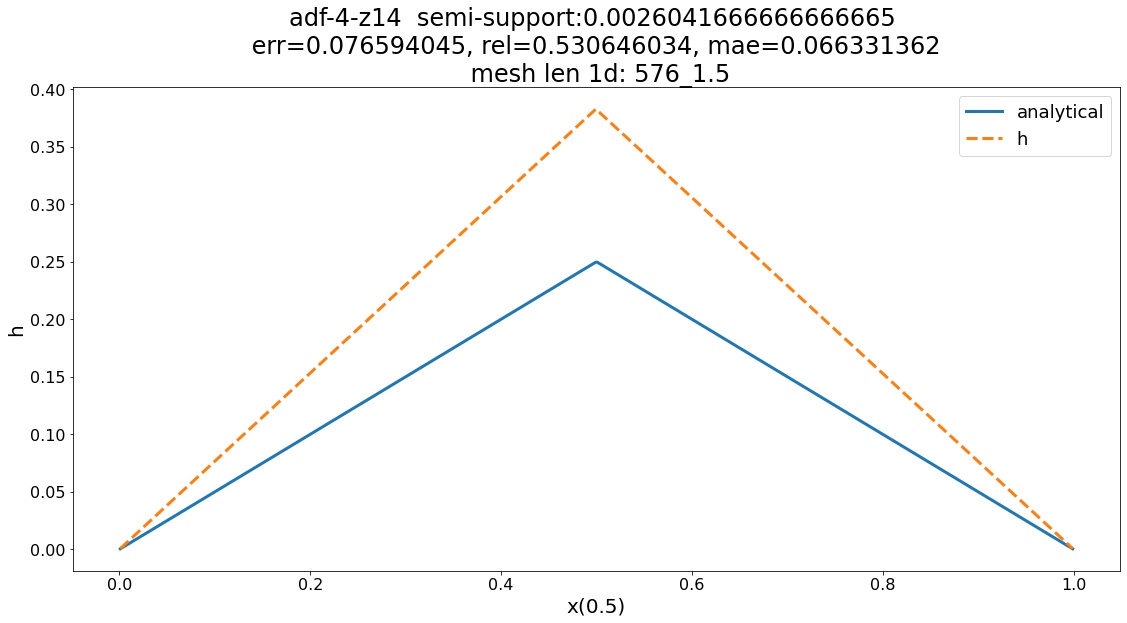 adf-4-z14  semi-support:0.0026041666666666665
err=0.076594045, rel=0.530646034, mae=0.066331362
mesh len 1d: 576_1.5
analytical
h
0.40
0.35
0.30
0.25
0.20
0.15
0.10
0.05
0.00
h
0.0 0.2 0.4 0.6 0.8 1.0
x(0.5)